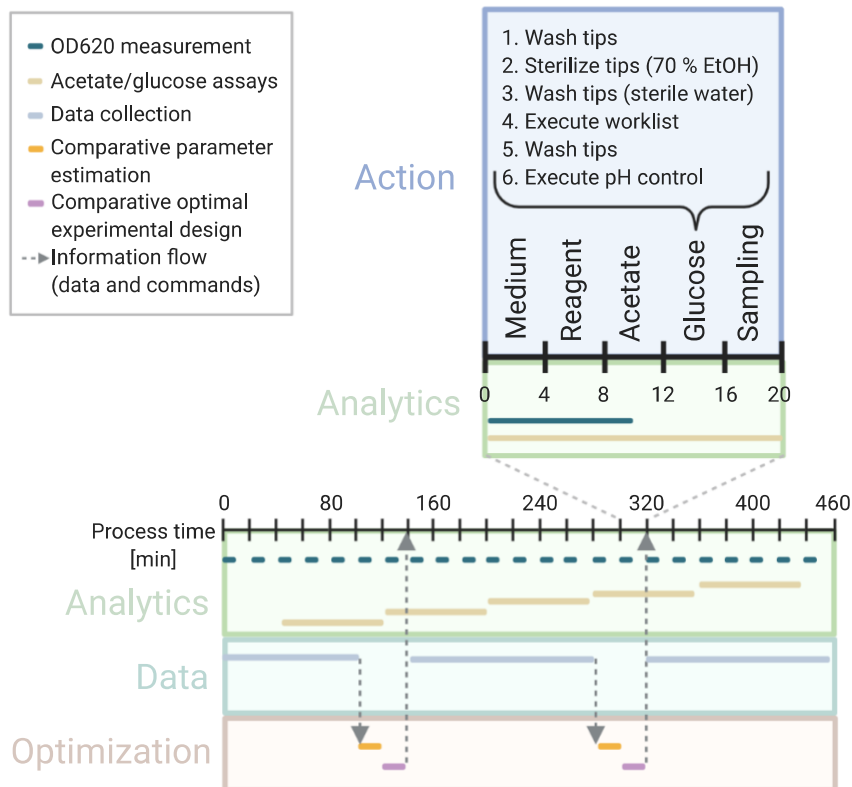 OD620 measurement
Acetate/glucose assays
Data collection
Comparative parameter
estimation
Comparative optimal
experimental design
Information flow
(data and commands)
1. Wash tips
2. Sterilize tips (70 % EtOH)
3. Wash tips (sterile water)
4. Execute worklist
5. Wash tips
6. Execute pH control
Action
Medium
Reagent
Acetate
Glucose
Sampling
0 4 8 12 16 20
Analytics
0 80 160 240 320 400 460
Process time
[min]
Analytics
Data
Optimization